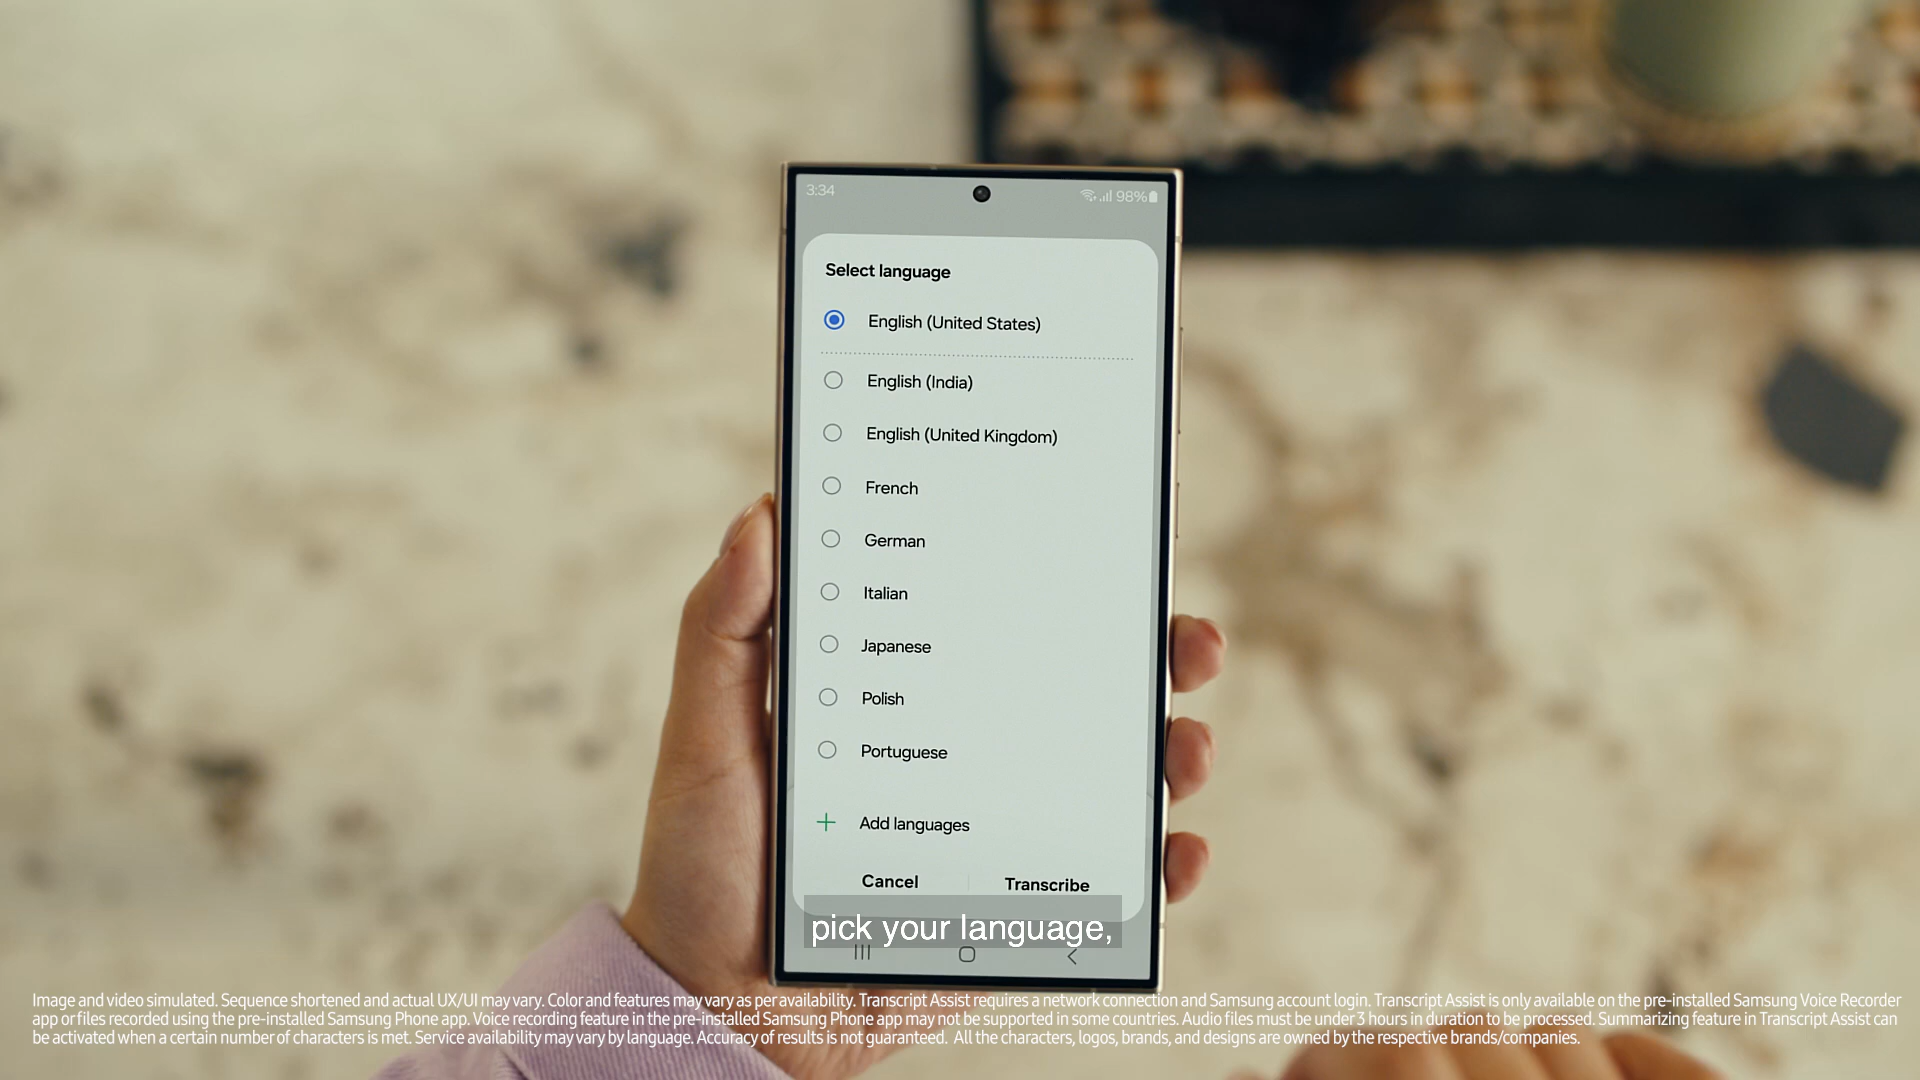 3:34
98%
Select language
English (United States)
English (India)
English (United Kingdom)
French
German
Italian
Japanese
Polish
Portuguese
Add languages
Cancel
Transcribe
pick your language,
Image and video simulated. Sequence shortened and actual UX/UI may vary. Color and features may vary as per availability. Transcript Assist requires a network connection and Samsung account login. Transcript Assist is only available on the pre-installed Samsung Voice Recorder
app or files recorded using the pre-installed Samsung Phone app. Voice recording feature in the pre-installed Samsung Phone app may not be supported in some countries. Audio files must be under 3 hours in duration to be processed. Summarizing feature in Transcript Assist can
be activated when a certain number of characters is met. Service availability may vary by language. Accuracy of results is not guaranteed. All the characters, logos, brands, and designs are owned by the respective brands/companies.